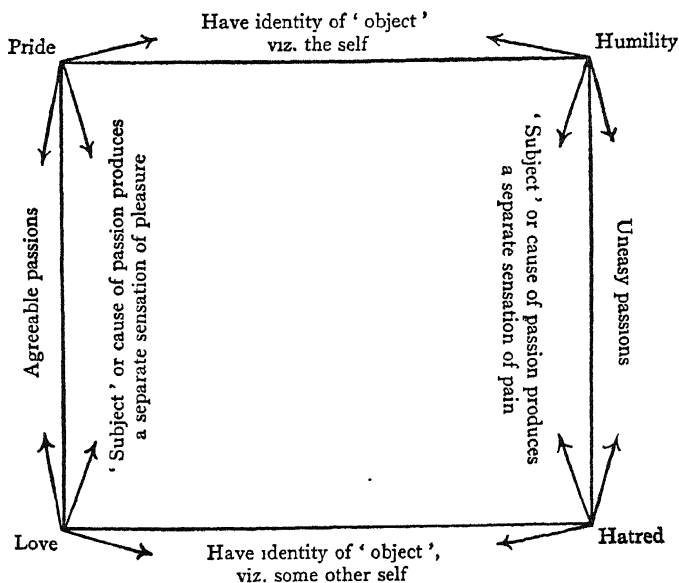 Have identity of ‘ object ’
viz. the self
Pride
Humility
Agreeable passions
‘ Subject ’ or cause of passion produces
a separate sensation of pleasure
‘ Subject ’ or cause of passion produces
a separate sensation of pain
Uneasy passions
Love
Have identity of ‘ object ’,
viz. some other self
Hatred